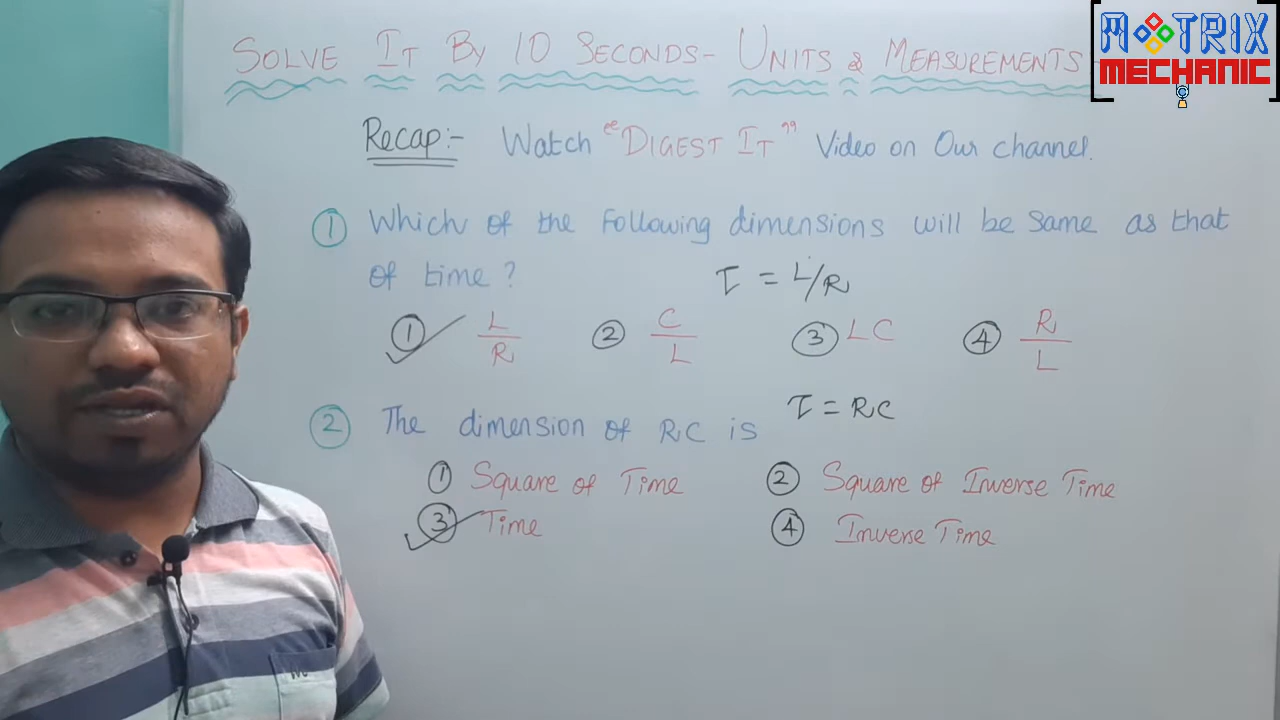 SOLVE IT BY 10 SECONDS- UNITS & MEASUREMENTS
MATRIX
MECHANIC
Recap:- Watch "DIGEST IT" Video on Our channel.
① Which of the following dimensions will be same as that
of time? τ = L/R
① L/R ② C/L ③ LC ④ R/L
② The dimension of RC is τ = RC
① Square of Time ② Square of Inverse Time
③ Time ④ Inverse Time